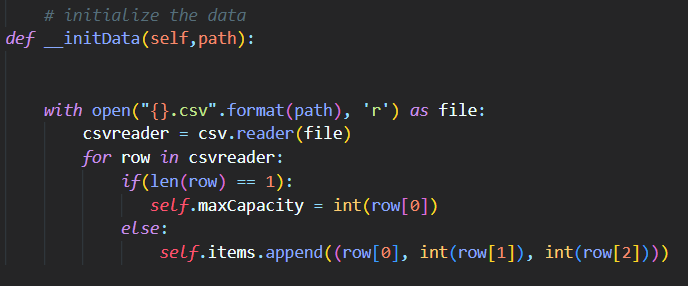 # initialize the data
def __initData(self,path):
with open("{}.csv".format(path), 'r') as file:
csvreader = csv.reader(file)
for row in csvreader:
if(len(row) == 1):
self.maxCapacity = int(row[0])
else:
self.items.append((row[0], int(row[1]), int(row[2])))